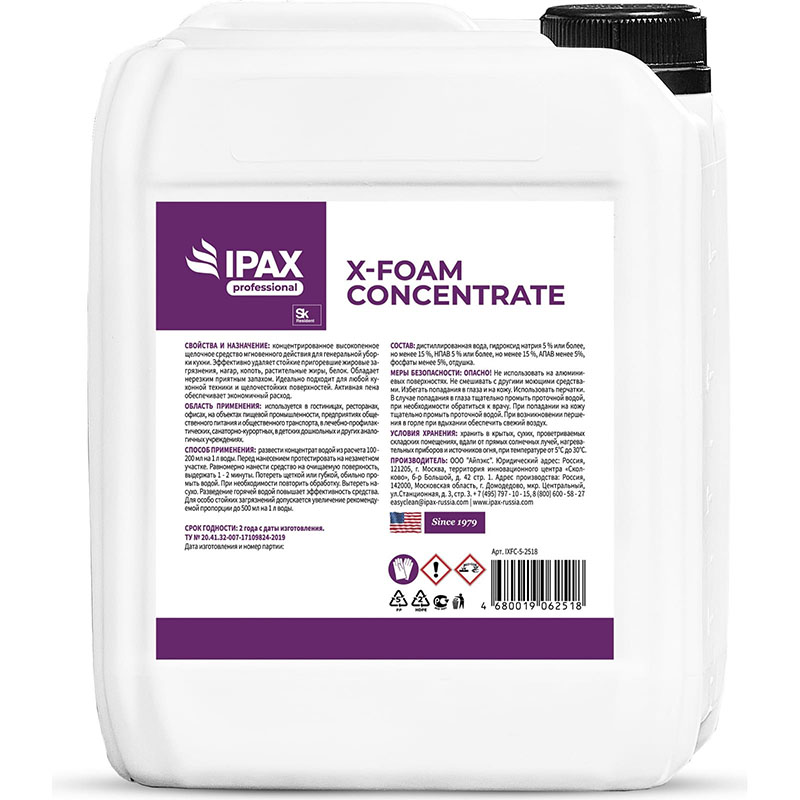 IPAX
professional
Sk
Resident
X-FOAM
CONCENTRATE
СВОЙСТВА И НАЗНАЧЕНИЕ: концентрированное высокопенное
щелочное средство мгновенного действия для генеральной убор-
ки кухни. Эффективно удаляет стойкие пригоревшие жировые за-
грязнения, нагар, копоть, растительные жиры, белок. Обладает
нерезким приятным запахом. Идеально подходит для любой ку-
хонной техники и щелочестойких поверхностей. Активная пена
обеспечивает экономичный расход.
ОБЛАСТЬ ПРИМЕНЕНИЯ: используется в гостиницах, ресторанах,
офисах, на объектах пищевой промышленности, предприятиях обще-
ственного питания и общественного транспорта, в лечебно-профилак-
тических, санаторно-курортных, в детских дошкольных и других анало-
гичных учреждениях.
СПОСОБ ПРИМЕНЕНИЯ: развести концентрат водой из расчета 100 -
200 мл на 1 л воды. Перед нанесением протестировать на незаметном
участке. Равномерно нанести средство на очищаемую поверхность,
выдержать 1 - 2 минуты. Потереть щеткой или губкой, обильно про-
мыть водой. При необходимости повторить обработку. Вытереть на-
сухо. Разведение горячей водой повышает эффективность средства.
Для особо стойких загрязнений допускается увеличение рекомендуе-
мой пропорции до 500 мл на 1 л воды.
СРОК ГОДНОСТИ: 2 года с даты изготовления.
ТУ № 20.41.32-007-17109824-2019
Дата изготовления и номер партии:
СОСТАВ: дистиллированная вода, гидроксид натрия 5 % или более,
но менее 15 %, НПАВ 5 % или более, но менее 15 %, АПАВ менее 5%,
фосфаты менее 5%, отдушка.
МЕРЫ БЕЗОПАСНОСТИ: ОПАСНО! Не использовать на алюмини-
евых поверхностях. Не смешивать с другими моющими средства-
ми. Избегать попадания в глаза и на кожу. Использовать перчатки.
В случае попадания в глаза тщательно промыть проточной водой,
при необходимости обратиться к врачу. При попадании на кожу
тщательно промыть проточной водой. При возникновении перше-
ния в горле при вдыхании обеспечить свежий воздух.
УСЛОВИЯ ХРАНЕНИЯ: хранить в крытых, сухих, проветриваемых
складских помещениях, вдали от прямых солнечных лучей, нагрева-
тельных приборов и источников огня, при температуре от 5°С до 30°С.
ПРОИЗВОДИТЕЛЬ: ООО "Айпэкс". Юридический адрес: Россия,
121205, г. Москва, территория инновационного центра «Скол-
ково», б-р Большой, д. 42 стр. 1. Адрес производства: Россия,
142000, Московская область, г. Домодедово, мкр. Центральный,
ул.Станционная, д. 3, стр.3. +7 (495) 797 - 10 - 15, 8 (800) 600 - 58 - 27
easyclean@ipax-russia.com | www.ipax-russia.com
Since 1979
Арт. IXFC-5-2518
5
PP
2
HDPE
4 680019 062518